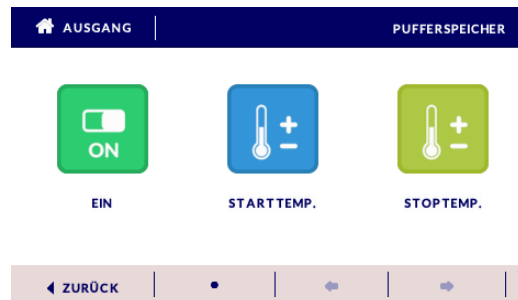 AUSGANG PUFFERSPEICHER
ON
EIN STARTTEMP. STOPTEMP.
ZURÜCK